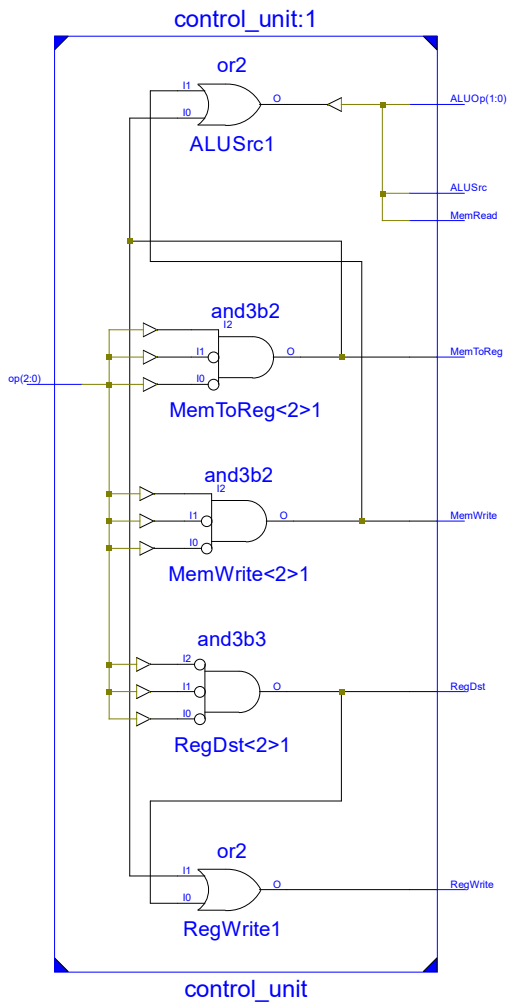 control_unit:1
or2
I1
O
ALUOp(1:0)
I0
ALUSrc1
ALUSrc
MemRead
and3b2
I2
I1
O
MemToReg
op(2:0)
I0
MemToReg<2>1
and3b2
I2
I1
O
MemWrite
I0
MemWrite<2>1
and3b3
I2
I1
O
RegDst
I0
RegDst<2>1
or2
I1
O
RegWrite
I0
RegWrite1
control_unit